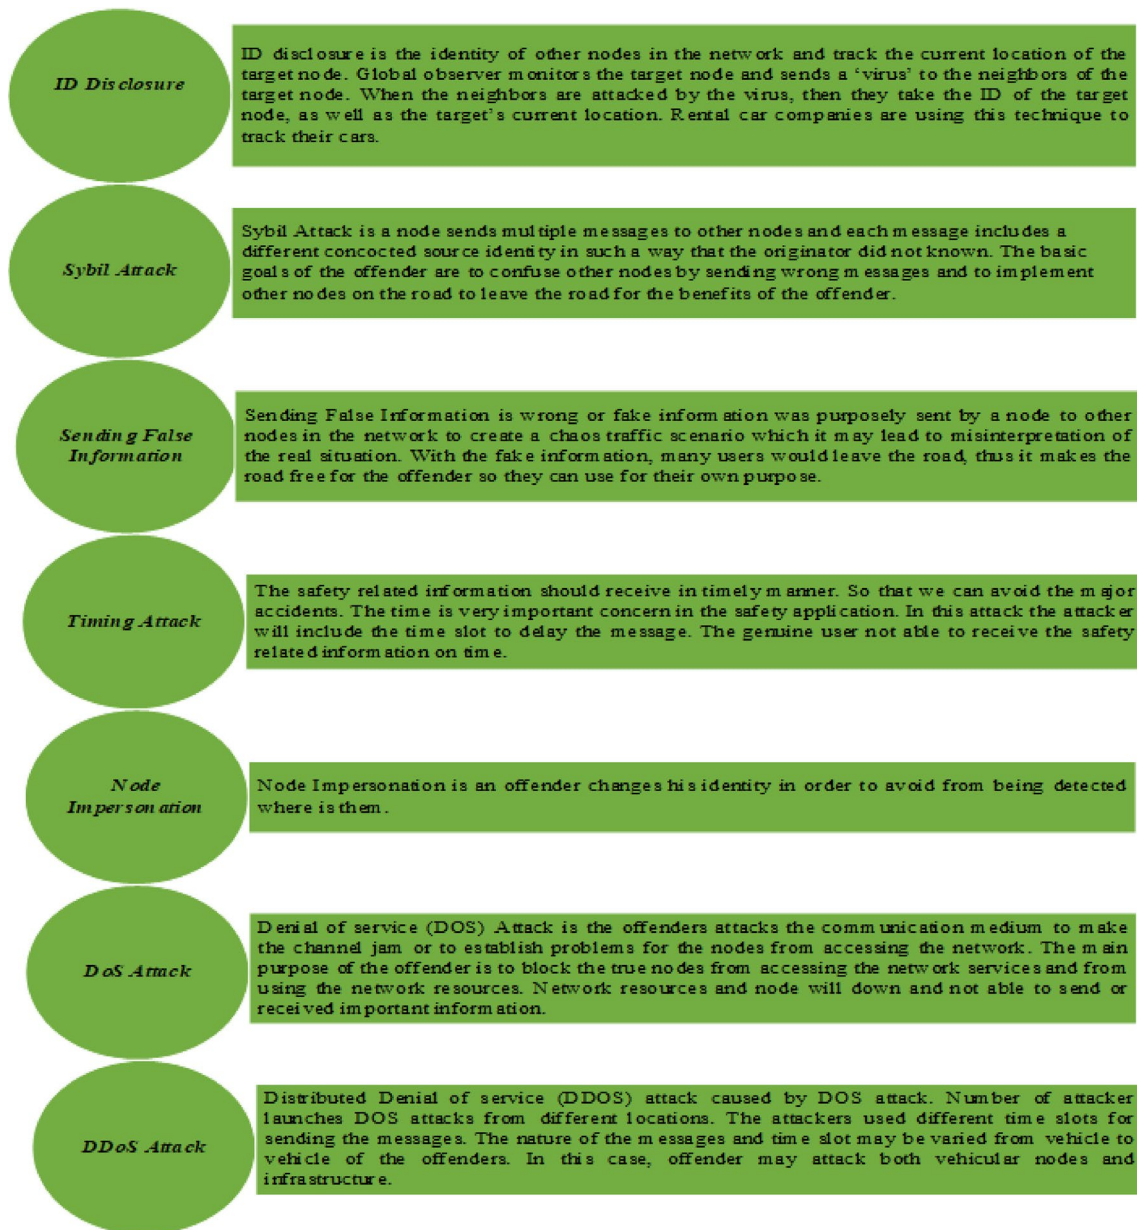 ID Disclosure
ID disclosure is the identity of other nodes in the network and track the current location of the
target node. Global observer monitors the target node and sends a ‘virus’ to the neighbors of the
target node. When the neighbors are attacked by the virus, then they take the ID of the target
node, as well as the target’s current location. Rental car companies are using this technique to
track their cars.
Sybil Attack
Sybil Attack is a node sends multiple messages to other nodes and each message includes a
different concocted source identity in such a way that the originator did not known. The basic
goals of the offender are to confuse other nodes by sending wrong messages and to implement
other nodes on the road to leave the road for the benefits of the offender.
Sending False
Information
Sending False Information is wrong or fake information was purposely sent by a node to other
nodes in the network to create a chaos traffic scenario which it may lead to misinterpretation of
the real situation. With the fake information, many users would leave the road, thus it makes the
road free for the offender so they can use for their own purpose.
Timing Attack
The safety related information should receive in timely manner. So that we can avoid the major
accidents. The time is very important concern in the safety application. In this attack the attacker
will include the time slot to delay the message. The genuine user not able to receive the safety
related information on time.
Node
Impersonation
Node Impersonation is an offender changes his identity in order to avoid from being detected
where is them.
DoS Attack
Denial of service (DOS) Attack is the offenders attacks the communication medium to make
the channel jam or to establish problems for the nodes from accessing the network. The main
purpose of the offender is to block the true nodes from accessing the network services and from
using the network resources. Network resources and node will down and not able to send or
received important information.
DDoS Attack
Distributed Denial of service (DDOS) attack caused by DOS attack. Number of attacker
launches DOS attacks from different locations. The attackers used different time slots for
sending the messages. The nature of the messages and time slot may be varied from vehicle to
vehicle of the offenders. In this case, offender may attack both vehicular nodes and
infrastructure.